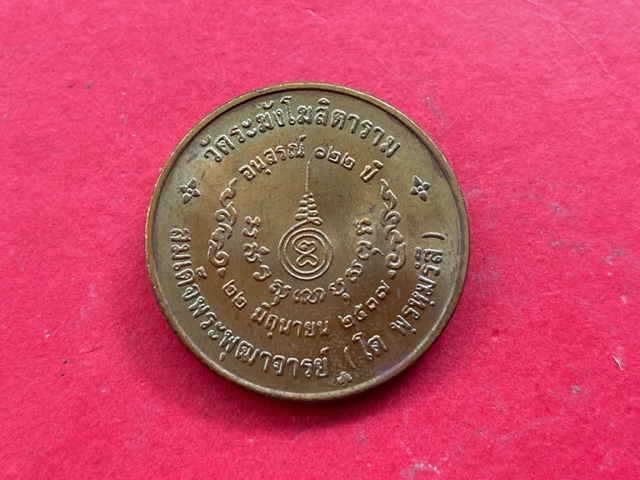 วัดระฆังโฆสิตาราม
อนุสรณ์ ๑๒๒ ปี
๒๒ มิถุนายน ๒๕๓๗
สมเด็จพระพุฒาจารย์ (โต พฺรหฺมรํสี)